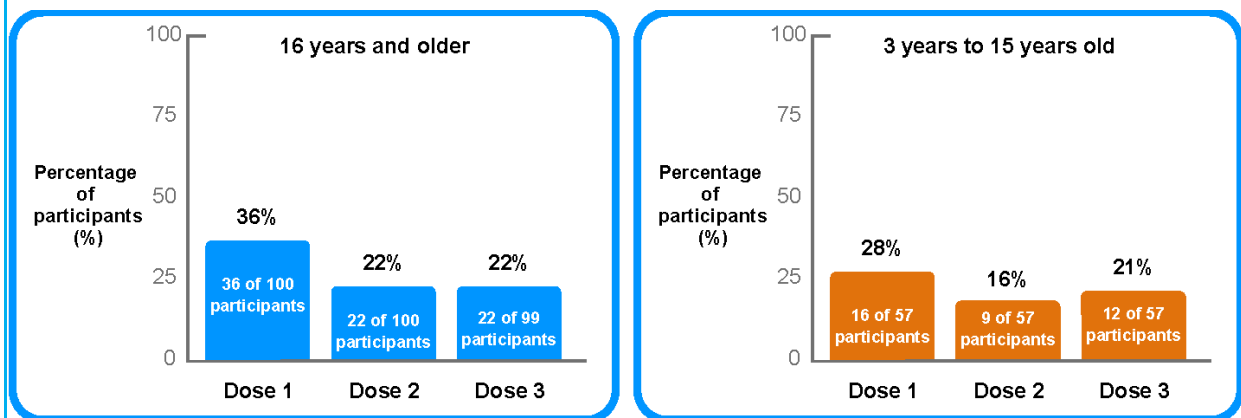 16 years and older
100
75
50
25
0
Percentage
of
participants
(%)
36%
36 of 100
participants
22%
22 of 100
participants
22%
22 of 99
participants
Dose 1
Dose 2
Dose 3
3 years to 15 years old
100
75
50
25
0
Percentage
of
participants
(%)
28%
16 of 57
participants
16%
9 of 57
participants
21%
12 of 57
participants
Dose 1
Dose 2
Dose 3